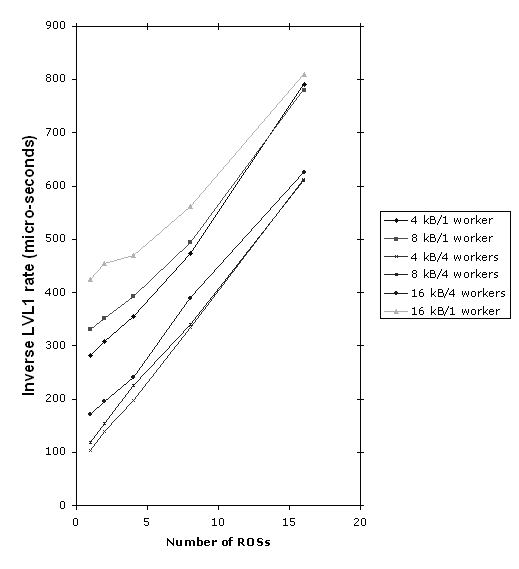 900
800
700
600
500
400
300
200
100
0
Inverse LVL1 rate (micro-seconds)
0 5 10 15 20
Number of ROSs
4 kB/1 worker
8 kB/1 worker
4 kB/4 workers
8 kB/4 workers
16 kB/4 workers
16 kB/1 worker